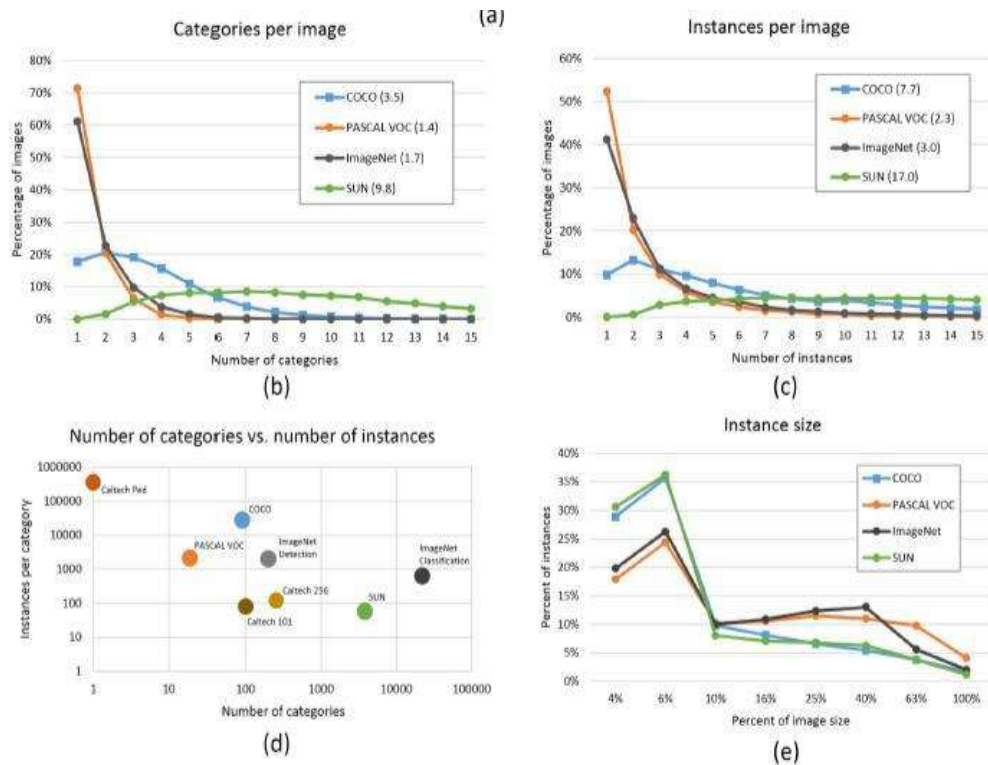 (a)
Categories per image
80%
70%
60%
50%
40%
30%
20%
10%
0%
Percentage of images
COCO (3.5)
PASCAL VOC (1.4)
ImageNet (1.7)
SUN (9.8)
1 2 3 4 5 6 7 8 9 10 11 12 13 14 15
Number of categories
(b)
Instances per image
60%
50%
40%
30%
20%
10%
0%
Percentage of images
COCO (7.7)
PASCAL VOC (2.3)
ImageNet (3.0)
SUN (17.0)
1 2 3 4 5 6 7 8 9 10 11 12 13 14 15
Number of instances
(c)
Number of categories vs. number of instances
1000000
100000
10000
1000
100
10
1
Instances per category
Caltech Ped
COCO
PASCAL VOC
ImageNet
Detection
ImageNet
Classification
Caltech 256
Caltech 101
SUN
1 10 100 1000 10000 100000
Number of categories
(d)
Instance size
40%
35%
30%
25%
20%
15%
10%
5%
0%
Percent of instances
COCO
PASCAL VOC
ImageNet
SUN
4% 6% 10% 16% 25% 40% 63% 100%
Percent of image size
(e)